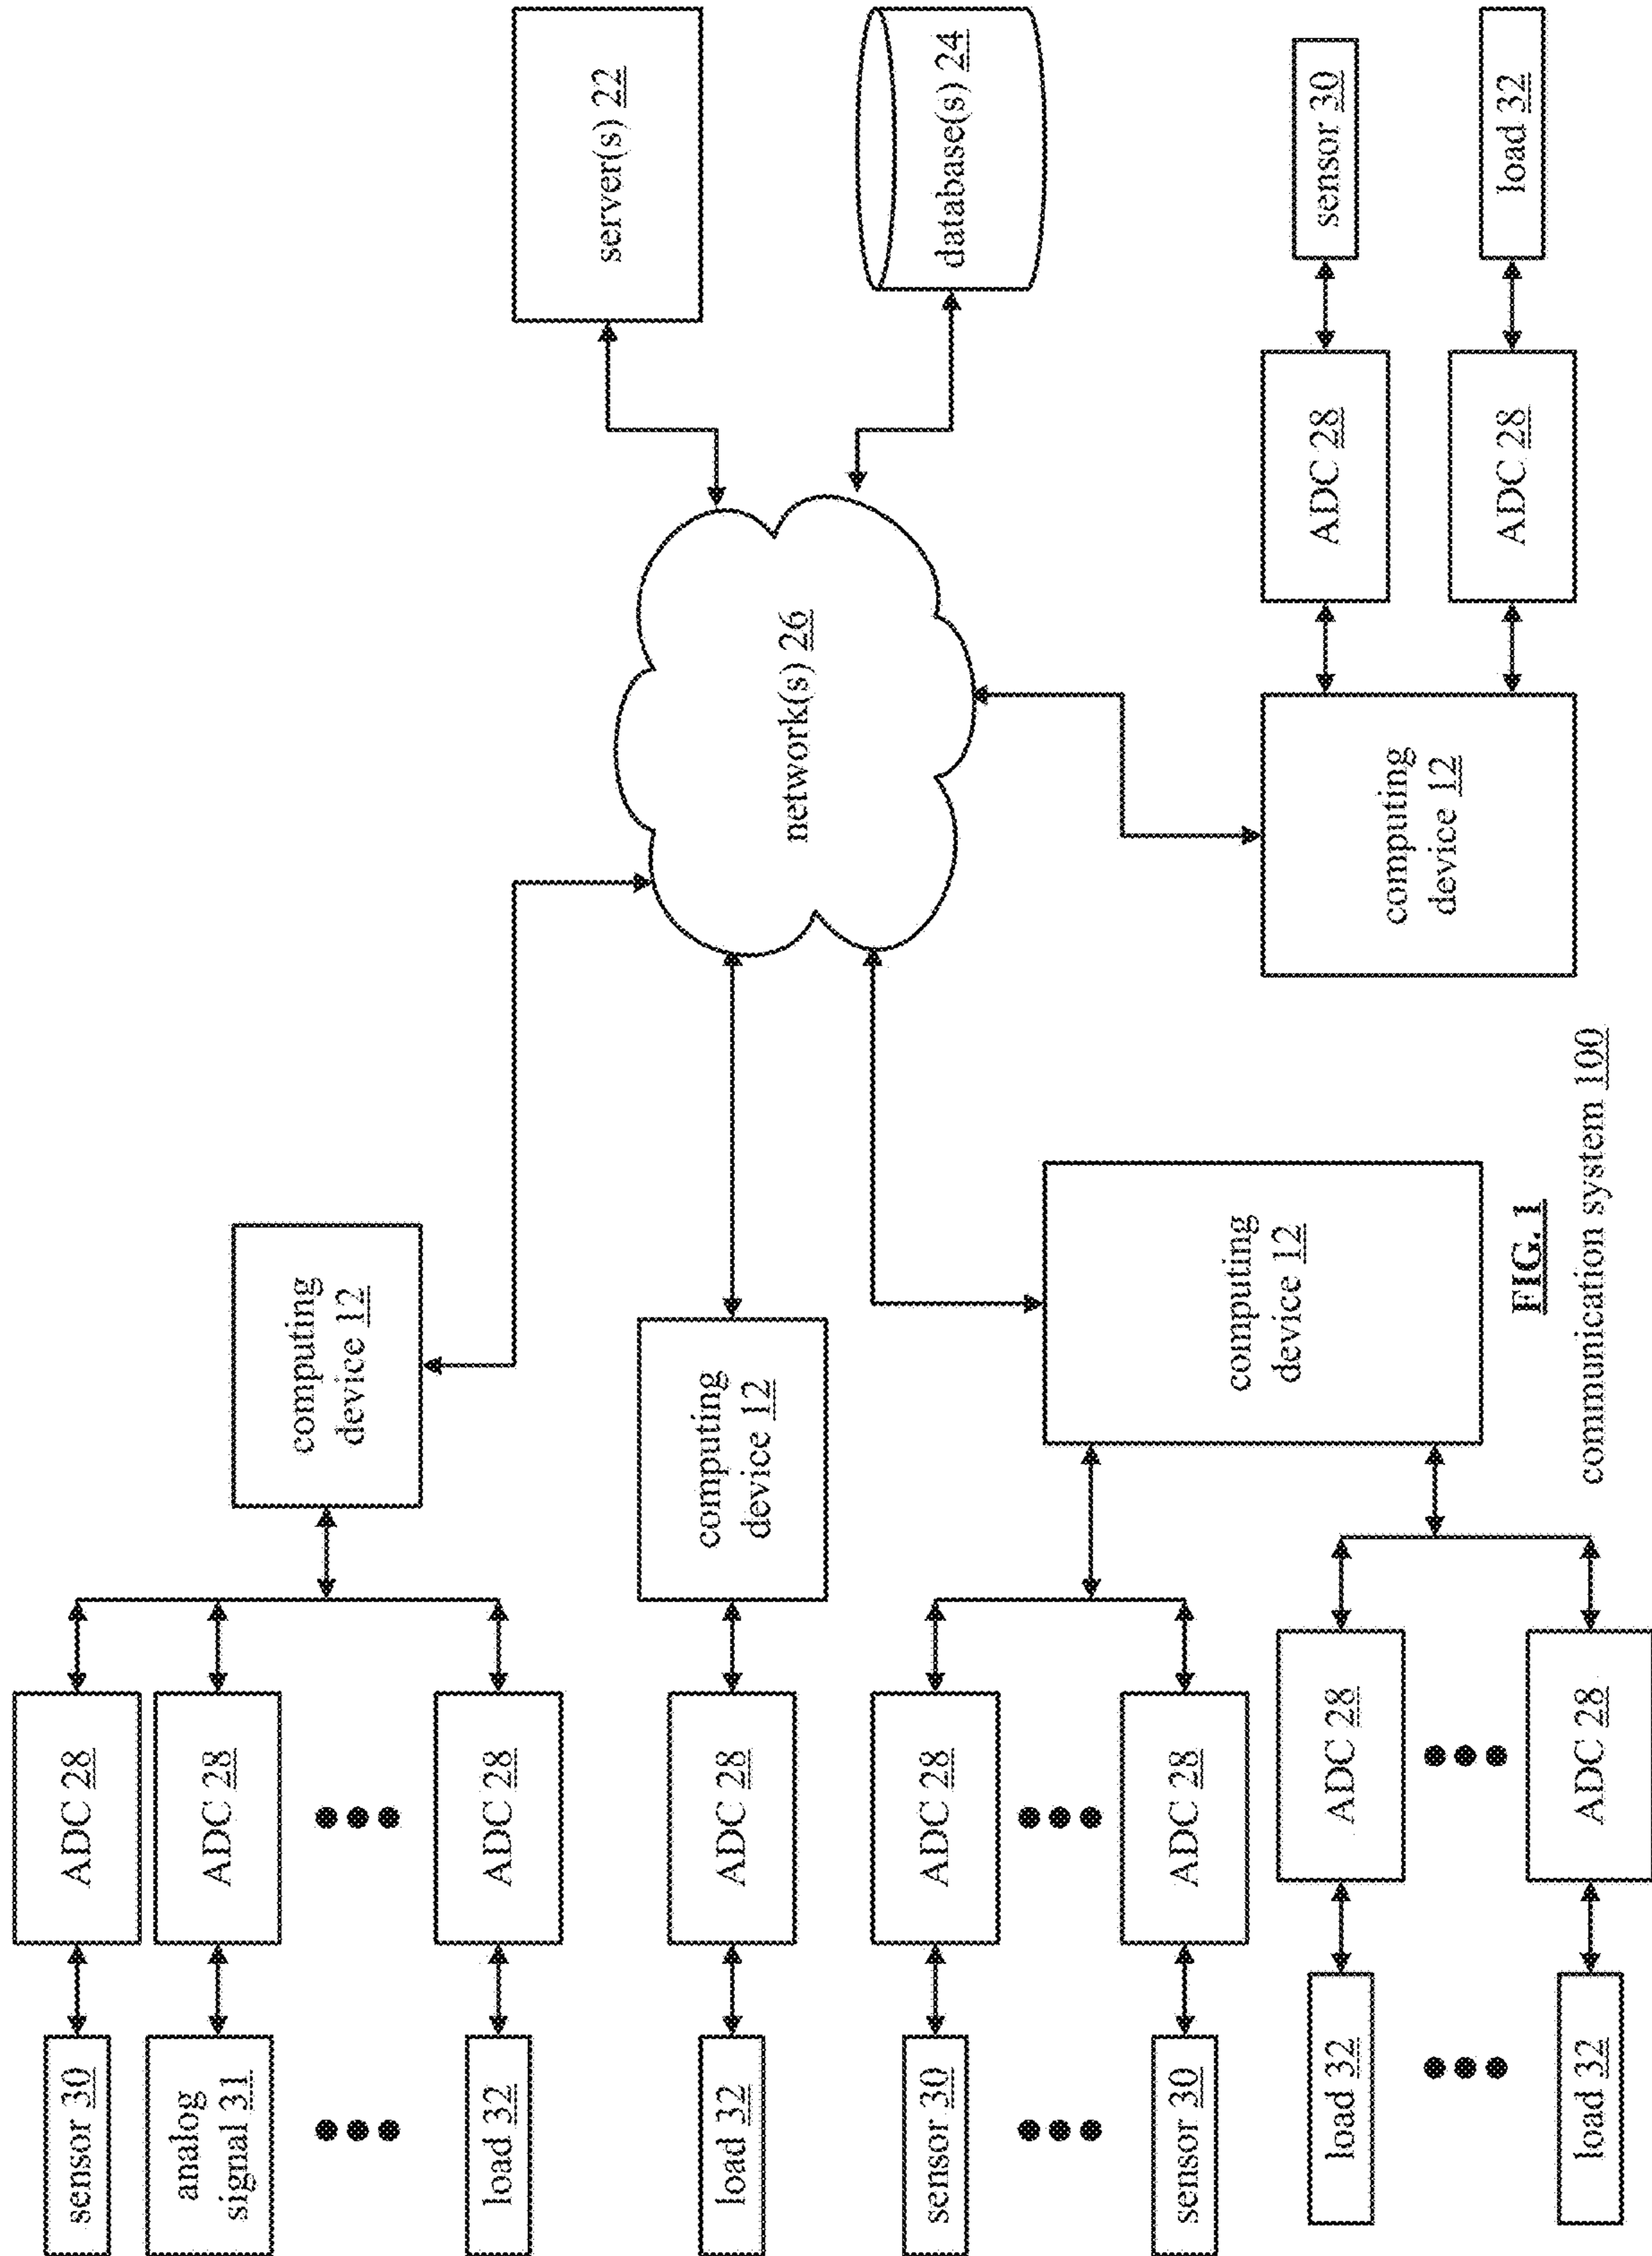 sensor 30
ADC 28
analog
signal 31
ADC 28
computing
device 12
load 32
ADC 28
server(s) 22
load 32
ADC 28
computing
device 12
network(s) 26
sensor 30
ADC 28
database(s) 24
sensor 30
ADC 28
computing
device 12
load 32
ADC 28
computing
device 12
ADC 28
sensor 30
ADC 28
load 32
load 32
ADC 28
FIG. 1
communication system 100